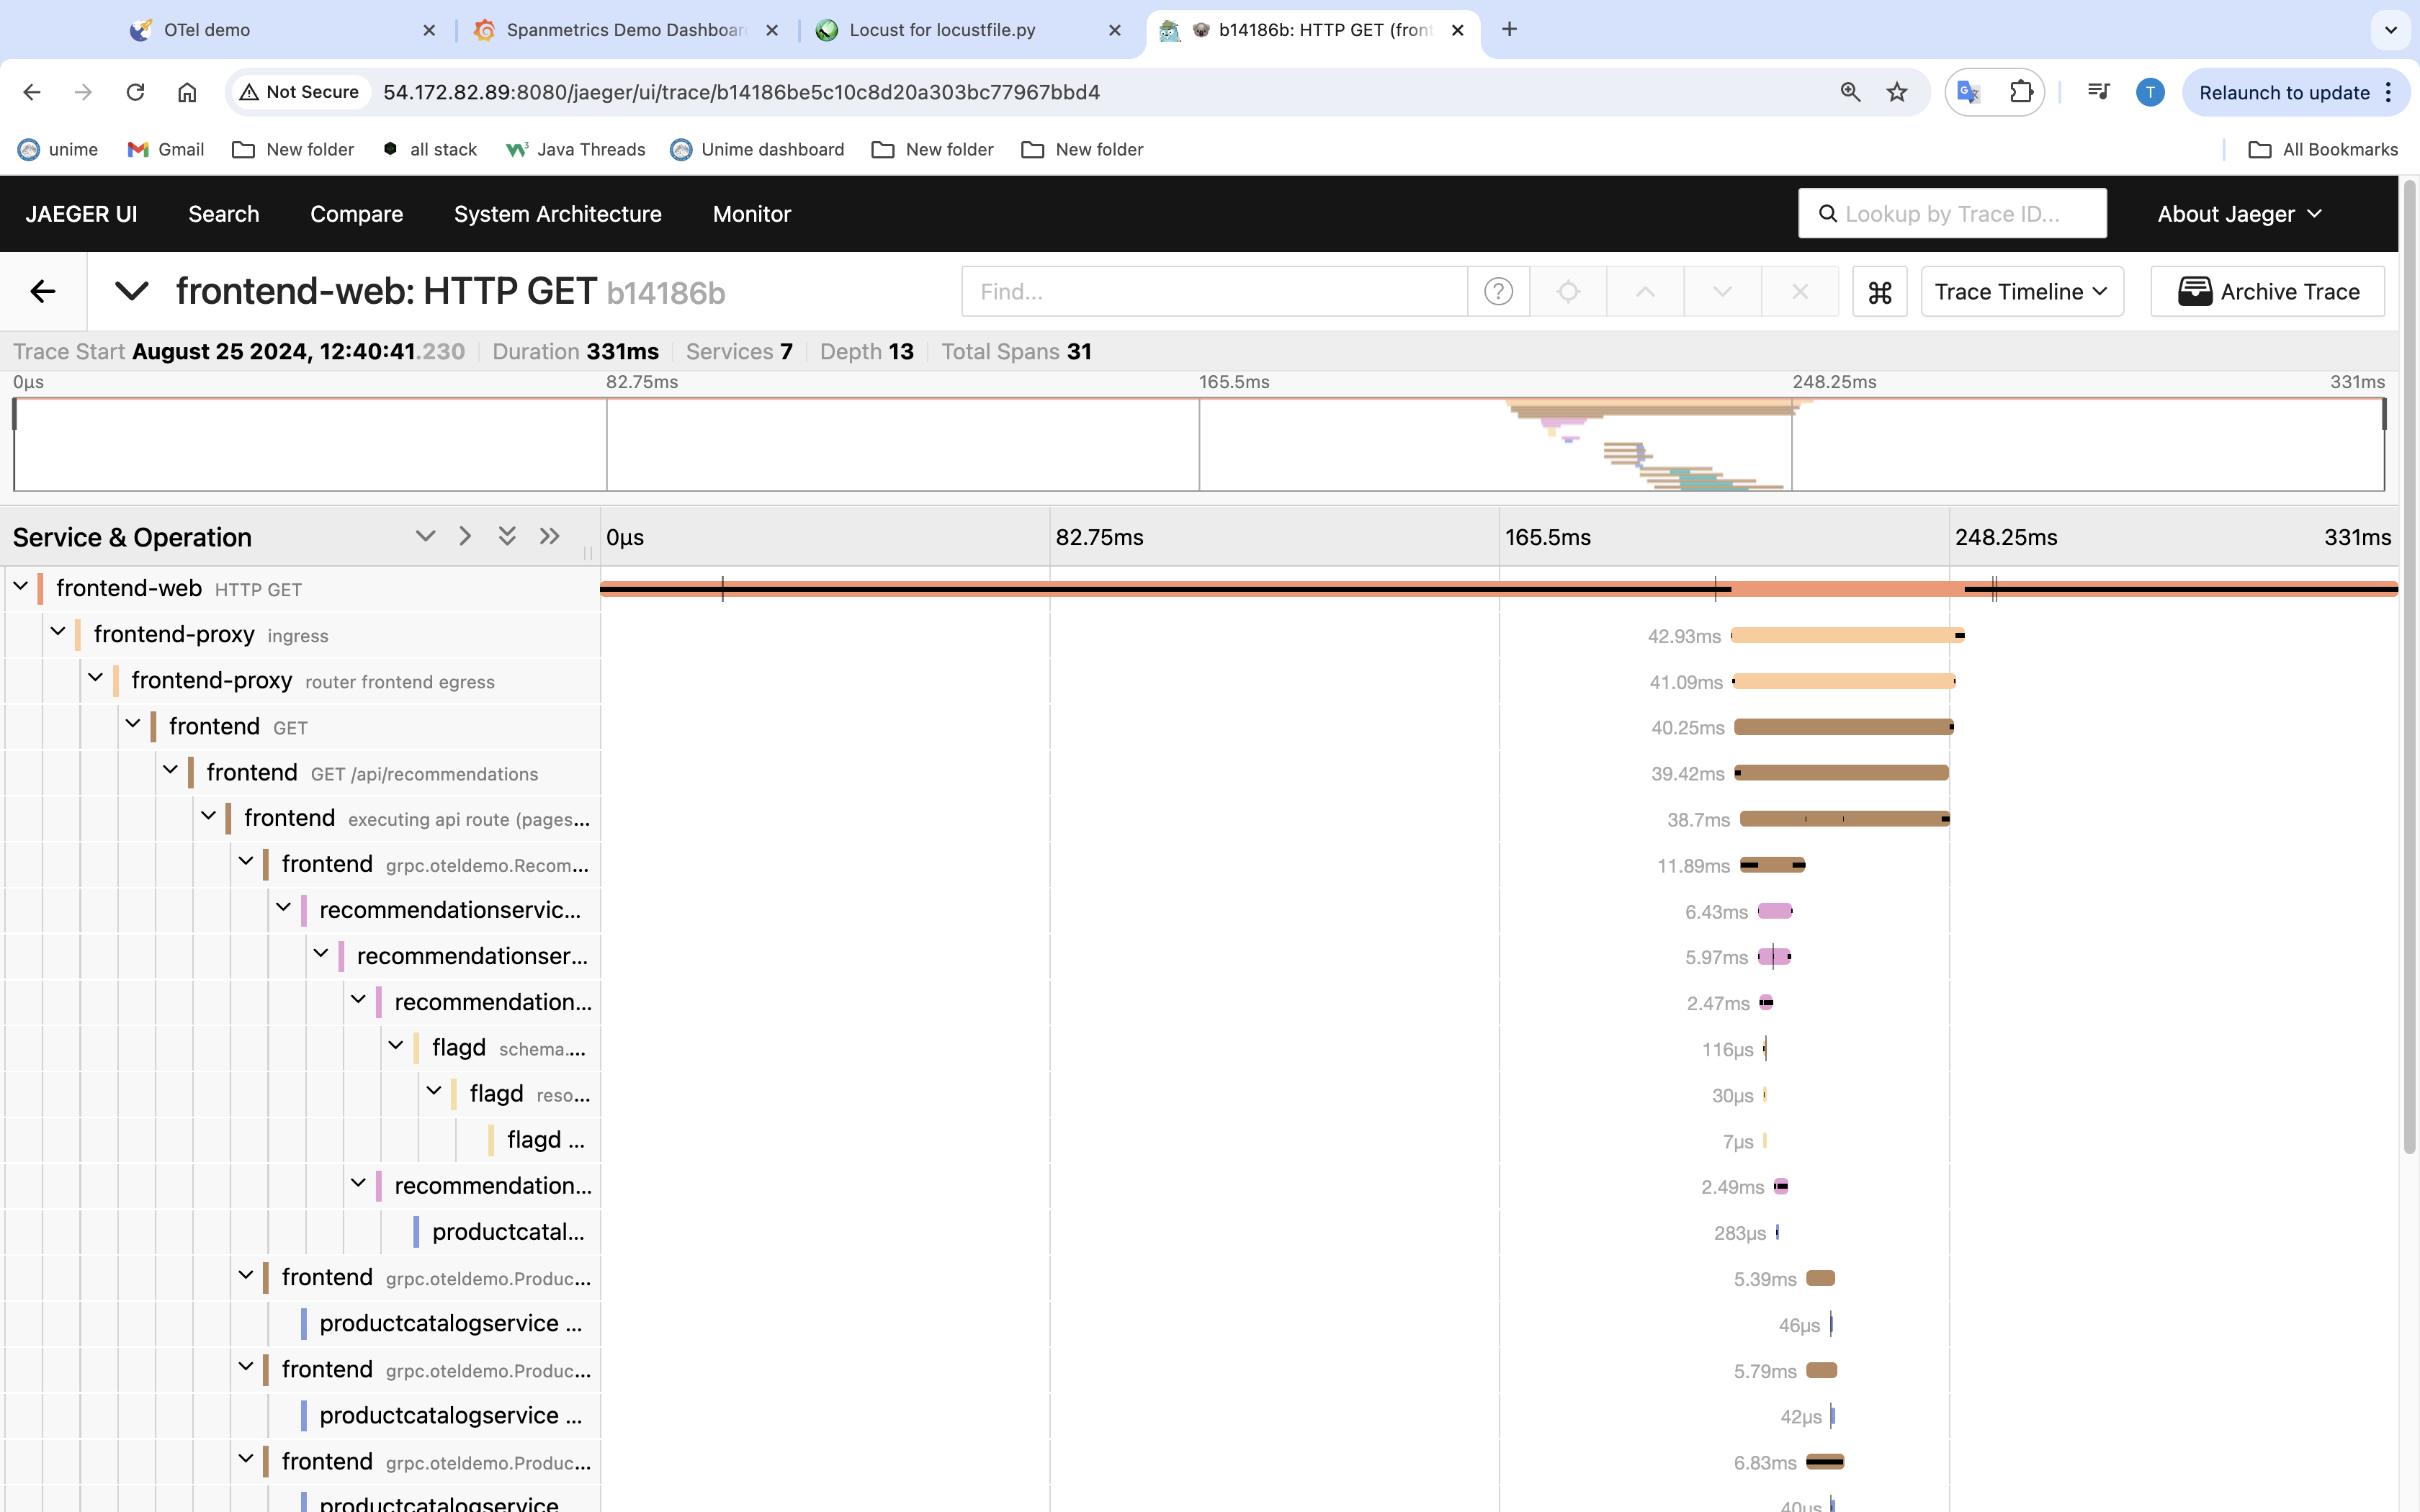 OTel demo
Spanmetrics Demo Dashboar
Locust for locustfile.py
b14186b: HTTP GET (front
Not Secure 54.172.82.89:8080/jaeger/ui/trace/b14186be5c10c8d20a303bc77967bbd4
T
Relaunch to update
unime Gmail New folder all stack Java Threads Unime dashboard New folder New folder All Bookmarks
JAEGER UI Search Compare System Architecture Monitor Lookup by Trace ID... About Jaeger
frontend-web: HTTP GET b14186b Find... Trace Timeline Archive Trace
Trace Start August 25 2024, 12:40:41.230 Duration 331ms Services 7 Depth 13 Total Spans 31
0μs 82.75ms 165.5ms 248.25ms 331ms
Service & Operation 0μs 82.75ms 165.5ms 248.25ms 331ms
frontend-web HTTP GET
frontend-proxy ingress 42.93ms
frontend-proxy router frontend egress 41.09ms
frontend GET 40.25ms
frontend GET /api/recommendations 39.42ms
frontend executing api route (pages... 38.7ms
frontend grpc.oteldemo.Recom... 11.89ms
recommendationservic... 6.43ms
recommendationser... 5.97ms
recommendation... 2.47ms
flagd schema.... 116μs
flagd reso... 30μs
flagd ... 7μs
recommendation... 2.49ms
productcatal... 283μs
frontend grpc.oteldemo.Produc... 5.39ms
productcatalogservice ... 46μs
frontend grpc.oteldemo.Produc... 5.79ms
productcatalogservice ... 42μs
frontend grpc.oteldemo.Produc... 6.83ms
productcatalogservice 40μs